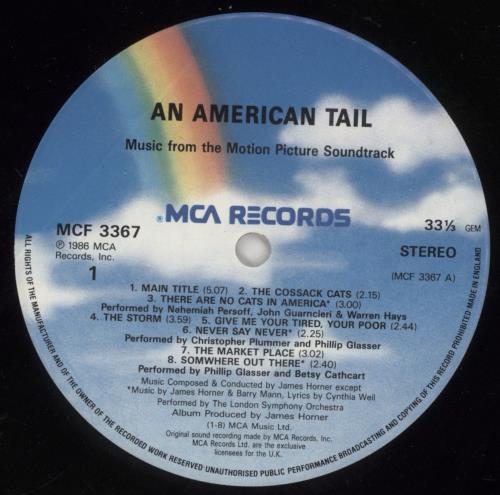 AN AMERICAN TAIL
Music from the Motion Picture Soundtrack
®MCA RECORDS
MCF 3367
℗ 1986 MCA
Records, Inc.
1
33⅓ GEM
STEREO
(MCF 3367 A)
1. MAIN TITLE (5.07) 2. THE COSSACK CATS (2.15)
3. THERE ARE NO CATS IN AMERICA* (3.00)
Performed by Nehemiah Persoff, John Guarncieri & Warren Hays
4. THE STORM (3.59) 5. GIVE ME YOUR TIRED, YOUR POOR (2.44)
6. NEVER SAY NEVER* (2.25)
Performed by Christopher Plummer and Phillip Glasser
7. THE MARKET PLACE (3.02)
8. SOMWHERE OUT THERE* (2.40)
Performed by Phillip Glasser and Betsy Cathcart
Music Composed & Conducted by James Horner except
*Music by James Horner & Barry Mann, Lyrics by Cynthia Weil
Performed by The London Symphony Orchestra
Album Produced by James Horner
(1-8) MCA Music Ltd.
Original sound recording made by MCA Records, Inc.
MCA Records Ltd. are the exclusive
licensees for the U.K.
ALL RIGHTS OF THE MANUFACTURER AND OF THE OWNER OF THE RECORDED WORK RESERVED·UNAUTHORISED PUBLIC PERFORMANCE BROADCASTING AND COPYING OF THIS RECORD PROHIBITED MADE IN ENGLAND